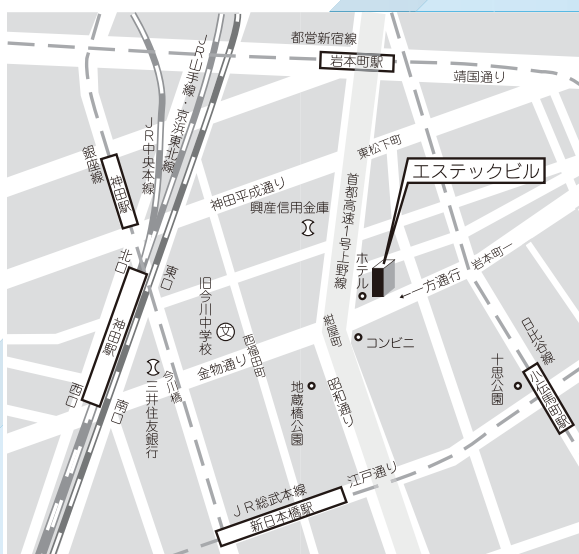 都営新宿線
岩本町駅
靖国通り
JR山手線・京浜東北線
JR中央本線
銀座線
神田駅
東松下町
神田平成通り
エステックビル
興産信用金庫
首都高速1号上野線
ホテル
北口
東口
旧今川中学校
文
一方通行
岩本町一
神田駅
西福田町
紺屋町
コンビニ
日比谷線
金物通り
今川橋
三井住友銀行
西口
南口
地蔵橋公園
昭和通り
十思公園
小伝馬町駅
江戸通り
JR総武本線
新日本橋駅